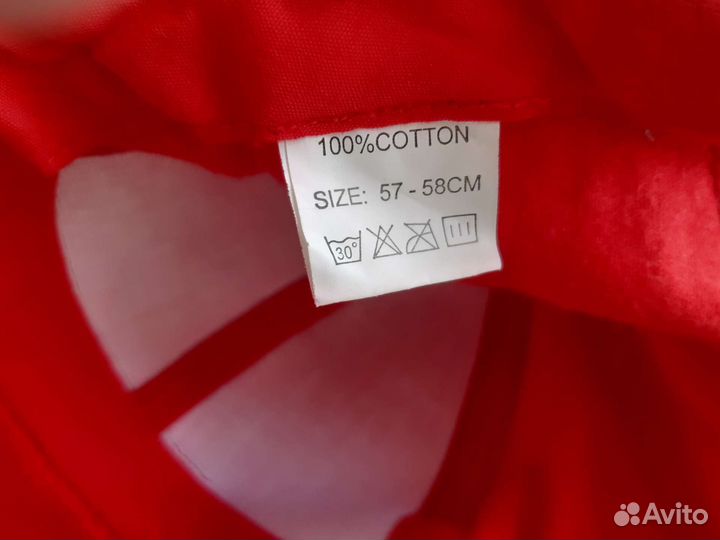 100%COTTON
SIZE: 57 - 58CM
30°
Avito